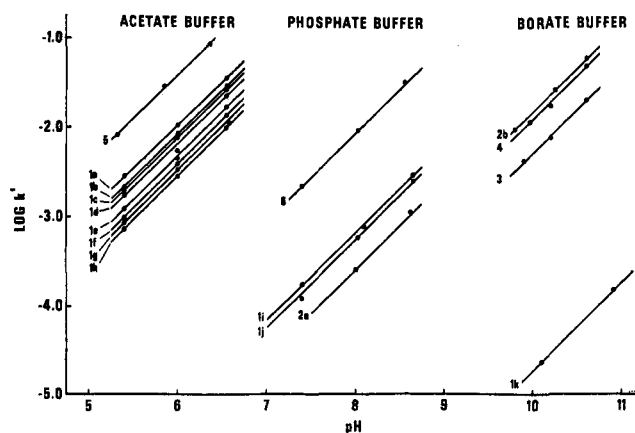 ACETATE BUFFER PHOSPHATE BUFFER BORATE BUFFER
-1.0
-2.0
-3.0
-4.0
-5.0
LOG k'
5
1a
1b
1c
1d
1e
1f
1g
1h
6
1i
1j
2a
2b
4
3
1k
5 6 7 8 9 10 11
pH